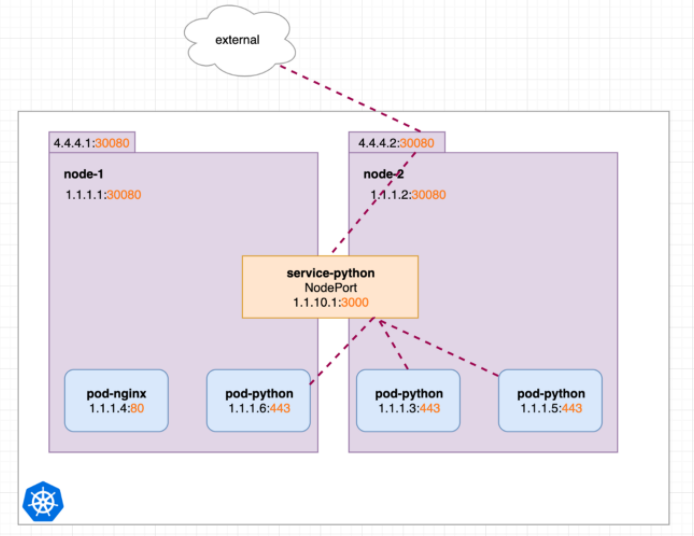 external
4.4.4.1:30080
4.4.4.2:30080
node-1
1.1.1.1:30080
node-2
1.1.1.2:30080
service-python
NodePort
1.1.10.1:3000
pod-nginx
1.1.1.4:80
pod-python
1.1.1.6:443
pod-python
1.1.1.3:443
pod-python
1.1.1.5:443